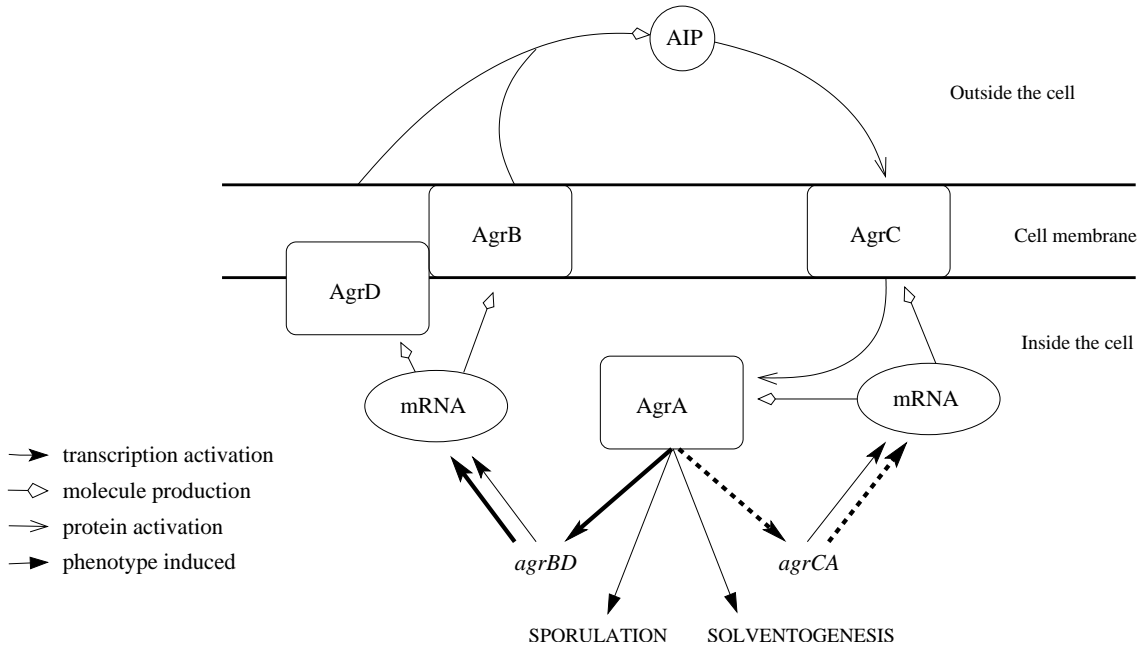 AIP
Outside the cell
AgrB
AgrC
Cell membrane
AgrD
Inside the cell
mRNA
AgrA
mRNA
transcription activation
molecule production
protein activation
phenotype induced
agrBD
agrCA
SPORULATION
SOLVENTOGENESIS